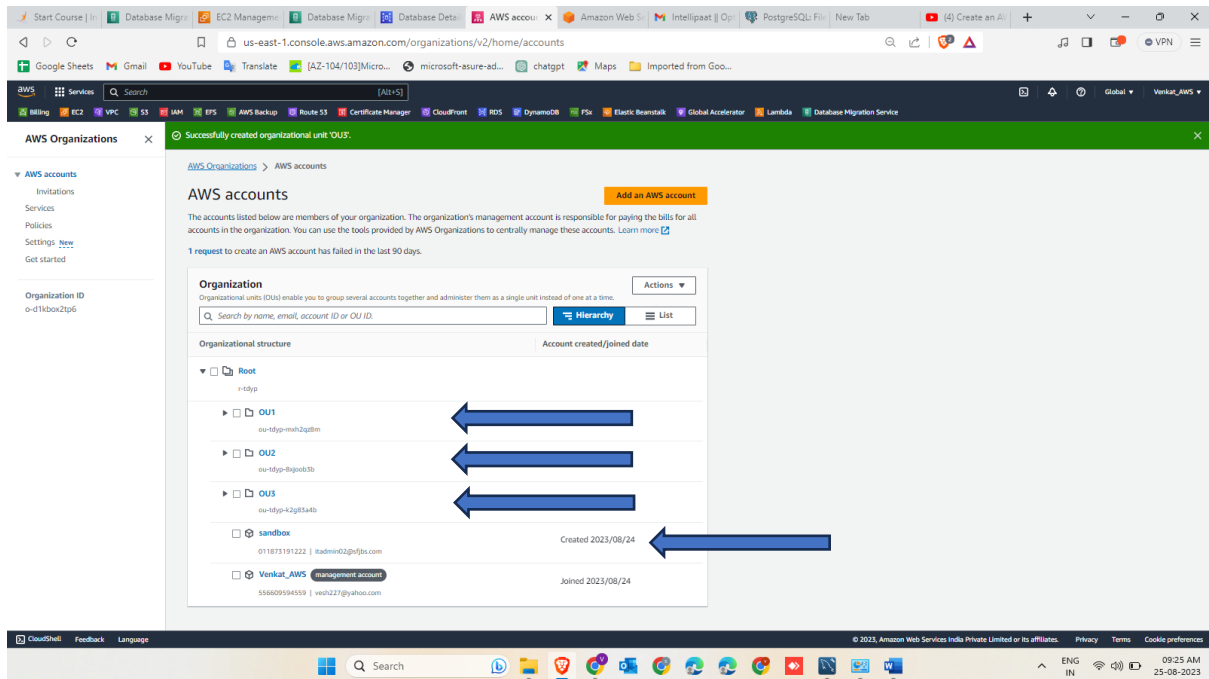 Start Course | In
Database Migra
EC2 Manageme
Database Migra
Database Detail
AWS accoun
Amazon Web Se
Intellipaat || Opt
PostgreSQL: File
New Tab
(4) Create an A
us-east-1.console.aws.amazon.com/organizations/v2/home/accounts
VPN
Google Sheets Gmail YouTube Translate [AZ-104/103]Micro... microsoft-asure-ad... chatgpt Maps Imported from Goo...
aws Services Search [Alt+S] Global Venkat_AWS
Billing EC2 VPC S3 IAM EFS AWS Backup Route 53 Certificate Manager CloudFront RDS DynamoDB FSx Elastic Beanstalk Global Accelerator Lambda Database Migration Service
AWS Organizations
Successfully created organizational unit 'OU3'.
AWS accounts
Invitations
Services
Policies
Settings New
Get started
Organization ID
o-d1kbox2tp6
AWS Organizations > AWS accounts
AWS accounts
Add an AWS account
The accounts listed below are members of your organization. The organization's management account is responsible for paying the bills for all
accounts in the organization. You can use the tools provided by AWS Organizations to centrally manage these accounts. Learn more
1 request to create an AWS account has failed in the last 90 days.
Organization
Actions
Organizational units (OUs) enable you to group several accounts together and administer them as a single unit instead of one at a time.
Search by name, email, account ID or OU ID.
Hierarchy
List
Organizational structure
Account created/joined date
Root
r-tdyp
OU1
ou-tdyp-mxh2qz8m
OU2
ou-tdyp-8xjoob3b
OU3
ou-tdyp-k2g83a4b
sandbox
Created 2023/08/24
011873191222 | itadmin02@sfjbs.com
Venkat_AWS management account
Joined 2023/08/24
556609594559 | vesh227@yahoo.com
CloudShell Feedback Language
© 2023, Amazon Web Services India Private Limited or its affiliates. Privacy Terms Cookie preferences
Search
ENG
IN
09:25 AM
25-08-2023